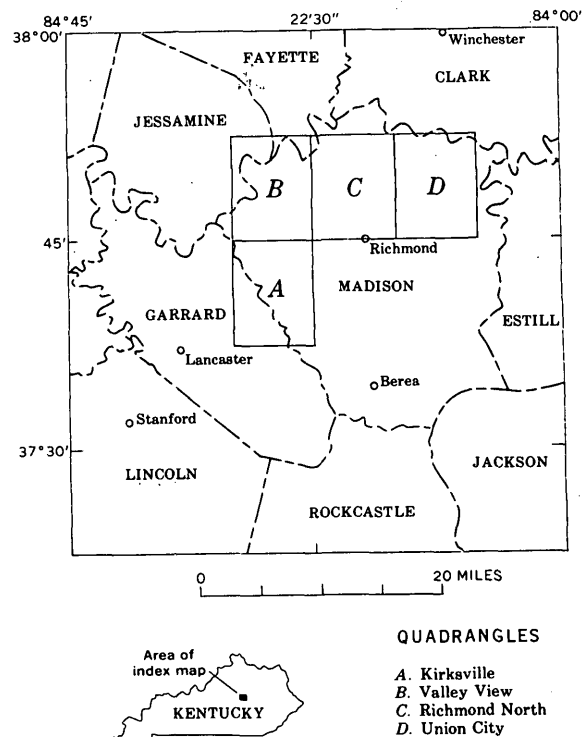 84°45' 22'30" 84°00'
38°00'
Winchester
FAYETTE
CLARK
JESSAMINE
B C D
45'
Richmond
A
MADISON
GARRARD
ESTILL
Lancaster
Berea
Stanford
37°30'
JACKSON
LINCOLN
ROCKCASTLE
0 20 MILES
QUADRANGLES
Area of
index map
KENTUCKY
A. Kirksville
B. Valley View
C. Richmond North
D. Union City